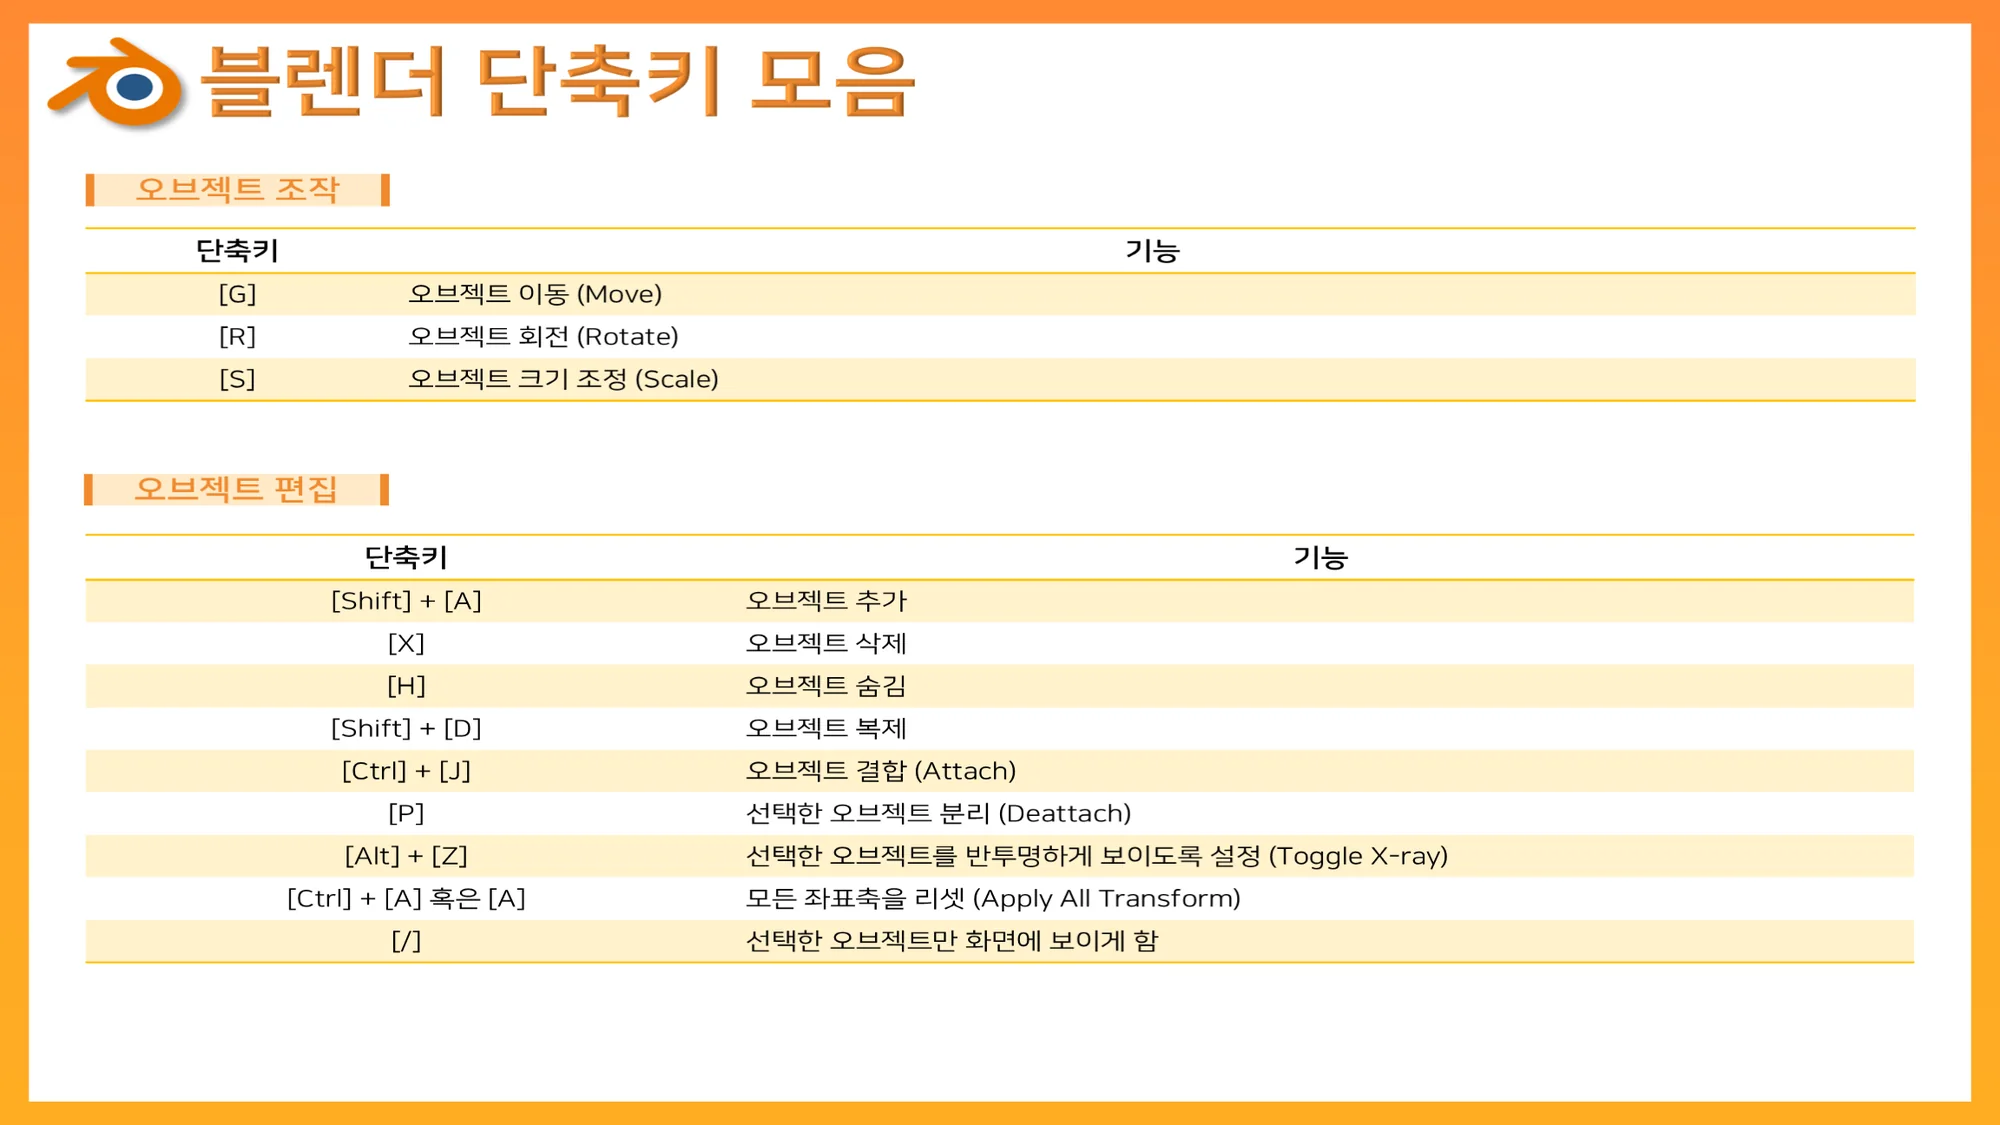 블렌더 단축키 모음
오브젝트 조작
단축키 기능
[G] 오브젝트 이동 (Move)
[R] 오브젝트 회전 (Rotate)
[S] 오브젝트 크기 조정 (Scale)
오브젝트 편집
단축키 기능
[Shift] + [A] 오브젝트 추가
[X] 오브젝트 삭제
[H] 오브젝트 숨김
[Shift] + [D] 오브젝트 복제
[Ctrl] + [J] 오브젝트 결합 (Attach)
[P] 선택한 오브젝트 분리 (Deattach)
[Alt] + [Z] 선택한 오브젝트를 반투명하게 보이도록 설정 (Toggle X-ray)
[Ctrl] + [A] 혹은 [A] 모든 좌표축을 리셋 (Apply All Transform)
[/] 선택한 오브젝트만 화면에 보이게 함